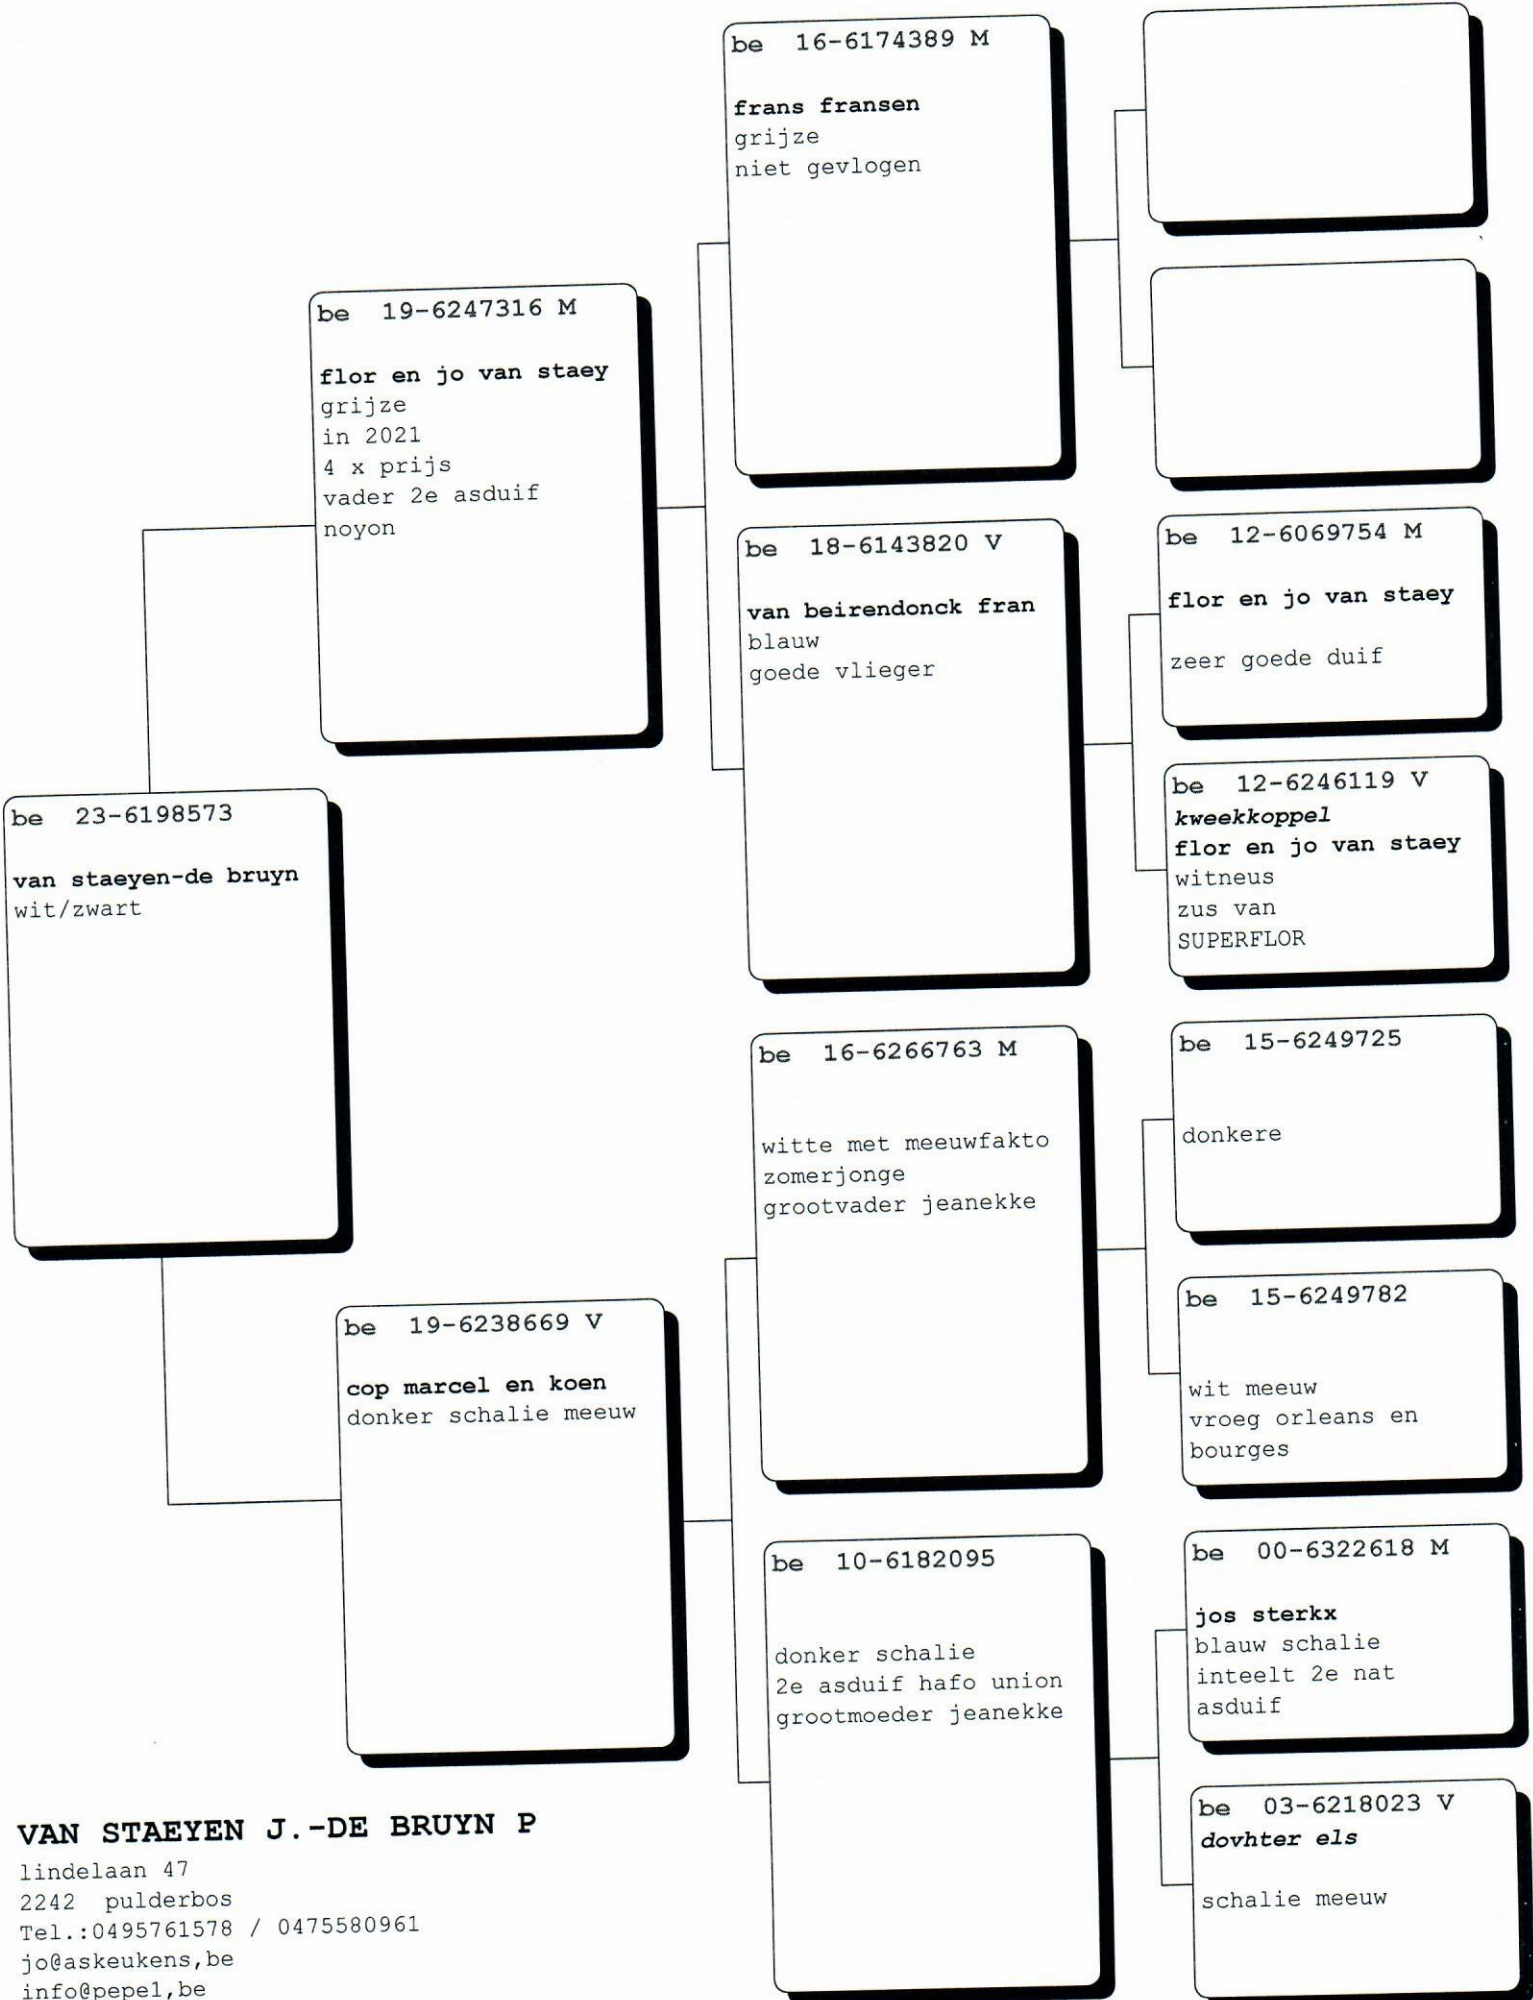 be 23-6198573
van staeyen-de bruyn
wit/zwart
be 19-6247316 M
flor en jo van staey
grijze
in 2021
4 x prijs
vader 2e asduif
noyon
be 19-6238669 V
cop marcel en koen
donker schalie meeuw
be 16-6174389 M
frans fransen
grijze
niet gevlogen
be 18-6143820 V
van beirendonck fran
blauw
goede vlieger
be 16-6266763 M
witte met meeuwfakto
zomerjonge
grootvader jeanekke
be 10-6182095
donker schalie
2e asduif hafo union
grootmoeder jeanekke
be 12-6069754 M
flor en jo van staey
zeer goede duif
be 12-6246119 V
kweekkoppel
flor en jo van staey
witneus
zus van
SUPERFLOR
be 15-6249725
donkere
be 15-6249782
wit meeuw
vroeg orleans en
bourges
be 00-6322618 M
jos sterkx
blauw schalie
inteelt 2e nat
asduif
be 03-6218023 V
dovhter els
schalie meeuw
VAN STAEYEN J.-DE BRUYN P
lindelaan 47
2242 pulderbos
Tel.:0495761578 / 0475580961
jo@askeukens,be
info@pepel,be